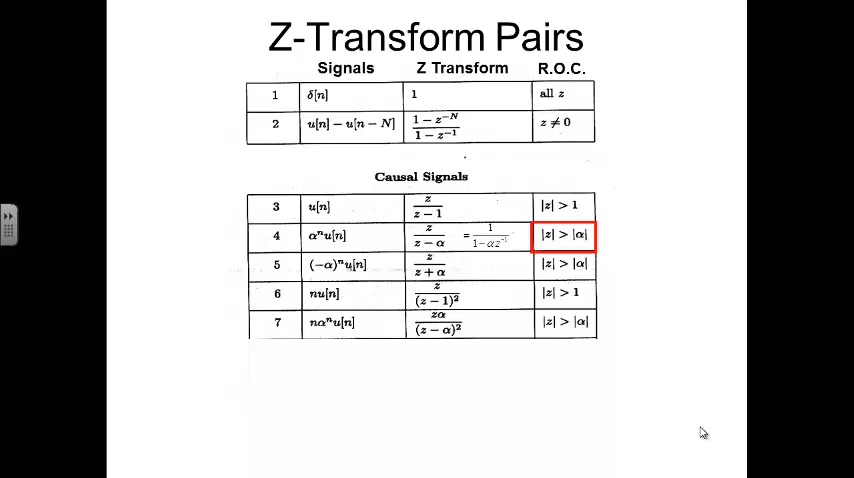 Z-Transform Pairs
Signals Z Transform R.O.C.
1 δ[n] 1 all z
2 u[n] − u[n − N] (1 − z^−N)/(1 − z^−1) z ≠ 0
Causal Signals
3 u[n] z/(z − 1) |z| > 1
4 α^n u[n] z/(z − α) = 1/(1 − αz^−1) |z| > |α|
5 (−α)^n u[n] z/(z + α) |z| > |α|
6 nu[n] z/(z − 1)^2 |z| > 1
7 nα^n u[n] zα/(z − α)^2 |z| > |α|